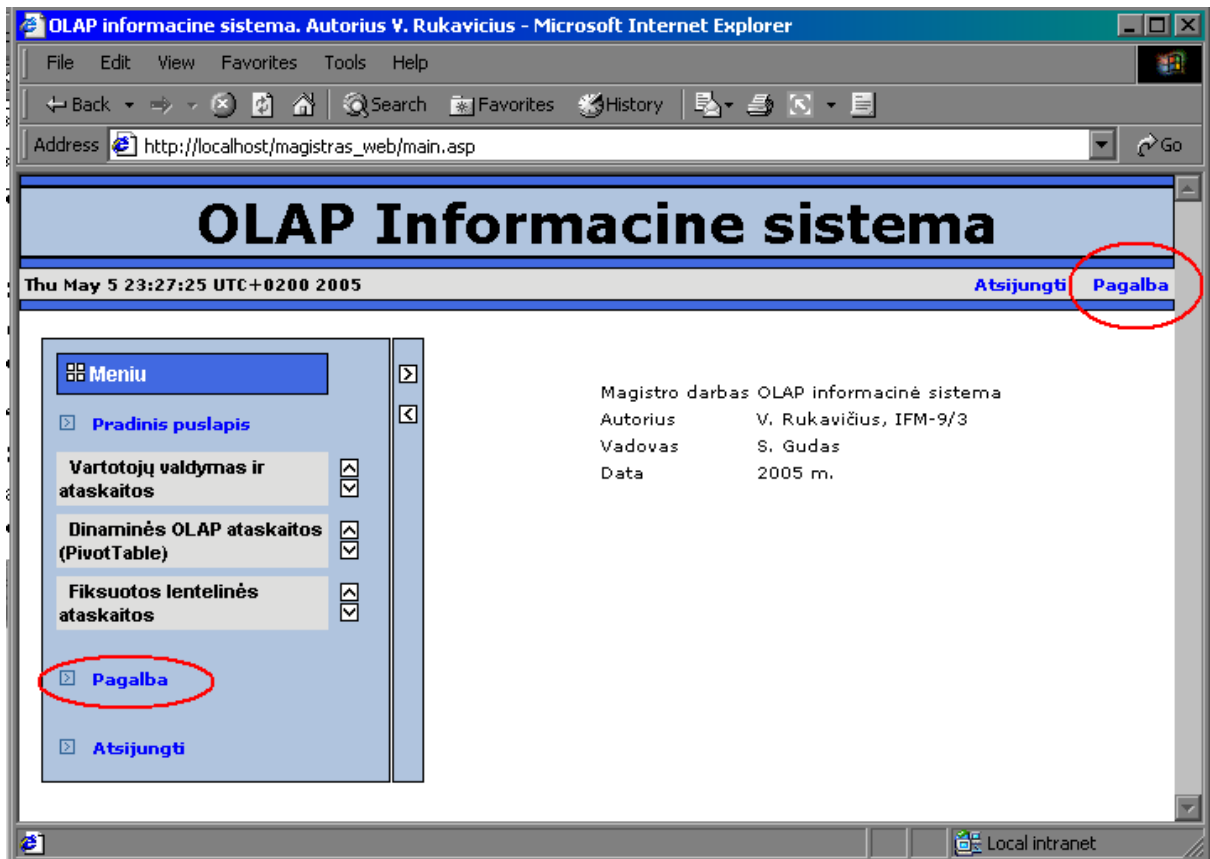 OLAP informacine sistema. Autorius V. Rukavicius - Microsoft Internet Explorer
File Edit View Favorites Tools Help
Back Search Favorites History
Address http://localhost/magistras_web/main.asp Go
OLAP Informacine sistema
Thu May 5 23:27:25 UTC+0200 2005 Atsijungti Pagalba
Meniu
Pradinis puslapis
Vartotojų valdymas ir
ataskaitos
Dinaminės OLAP ataskaitos
(PivotTable)
Fiksuotos lentelinės
ataskaitos
Pagalba
Atsijungti
Magistro darbas OLAP informacinė sistema
Autorius V. Rukavičius, IFM-9/3
Vadovas S. Gudas
Data 2005 m.
Local intranet